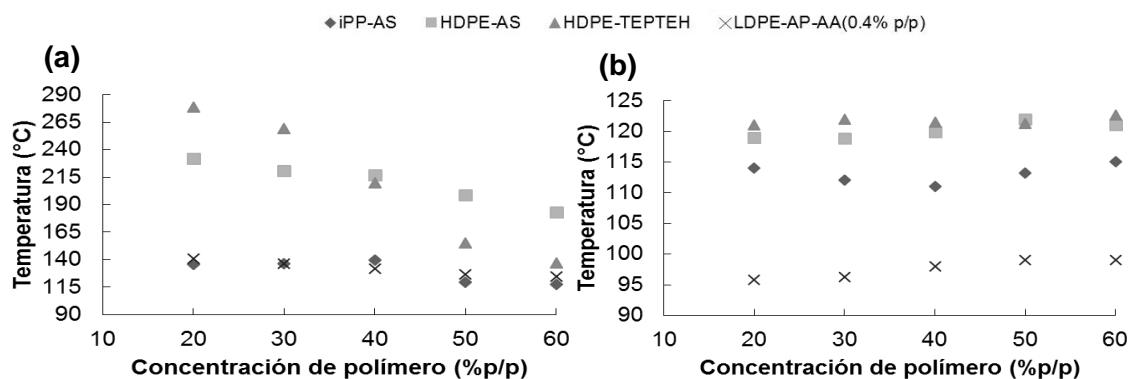 iPP-AS HDPE-AS HDPE-TEPTEH LDPE-AP-AA(0.4% p/p)
(a)
290
265
240
215
190
165
140
115
90
Temperatura (°C)
10 20 30 40 50 60
Concentración de polímero (%p/p)
(b)
125
120
115
110
105
100
95
90
Temperatura (°C)
10 20 30 40 50 60
Concentración de polímero (%p/p)